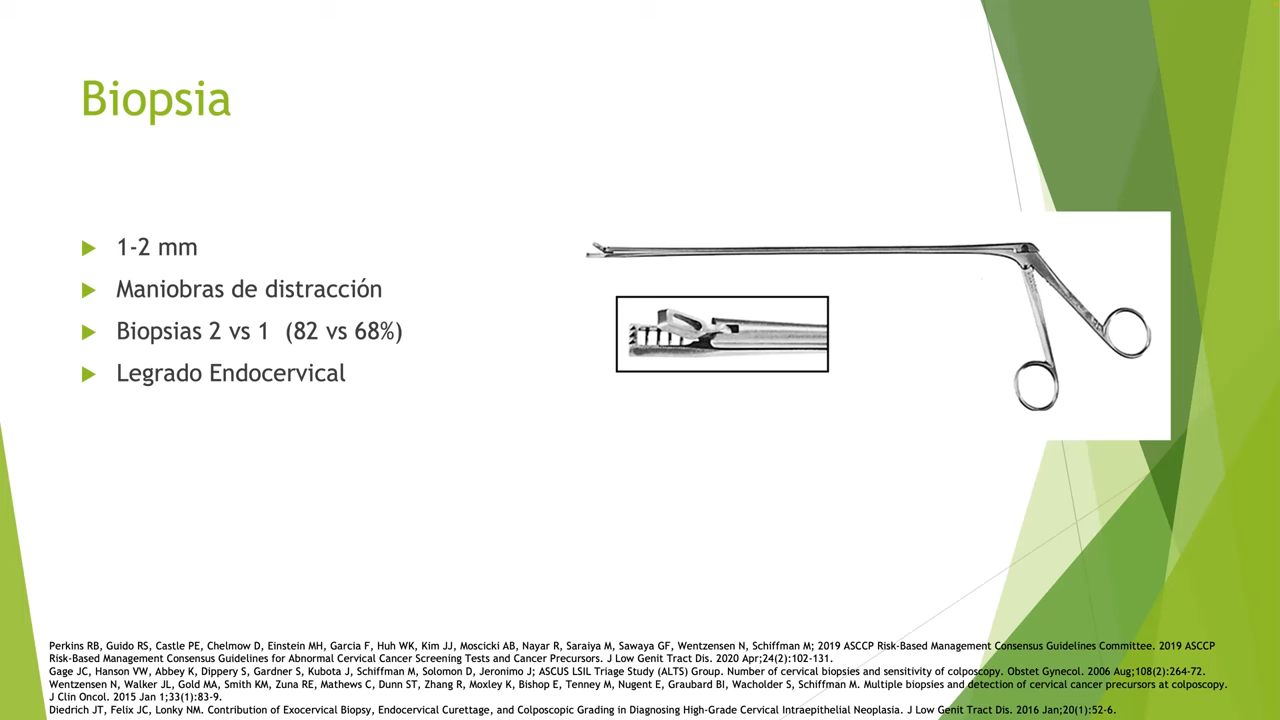 Biopsia
1-2 mm
Maniobras de distracción
Biopsias 2 vs 1 (82 vs 68%)
Legrado Endocervical
Perkins RB, Guido RS, Castle PE, Chelmow D, Einstein MH, Garcia F, Huh WK, Kim JJ, Moscicki AB, Nayar R, Saraiya M, Sawaya GF, Wentzensen N, Schiffman M; 2019 ASCCP Risk-Based Management Consensus Guidelines Committee. 2019 ASCCP
Risk-Based Management Consensus Guidelines for Abnormal Cervical Cancer Screening Tests and Cancer Precursors. J Low Genit Tract Dis. 2020 Apr;24(2):102-131.
Gage JC, Hanson VW, Abbey K, Dippery S, Gardner S, Kubota J, Schiffman M, Solomon D, Jeronimo J; ASCUS LSIL Triage Study (ALTS) Group. Number of cervical biopsies and sensitivity of colposcopy. Obstet Gynecol. 2006 Aug;108(2):264-72.
Wentzensen N, Walker JL, Gold MA, Smith KM, Zuna RE, Mathews C, Dunn ST, Zhang R, Moxley K, Bishop E, Tenney M, Nugent E, Graubard BI, Wacholder S, Schiffman M. Multiple biopsies and detection of cervical cancer precursors at colposcopy.
J Clin Oncol. 2015 Jan 1;33(1):83-9.
Diedrich JT, Felix JC, Lonky NM. Contribution of Exocervical Biopsy, Endocervical Curettage, and Colposcopic Grading in Diagnosing High-Grade Cervical Intraepithelial Neoplasia. J Low Genit Tract Dis. 2016 Jan;20(1):52-6.